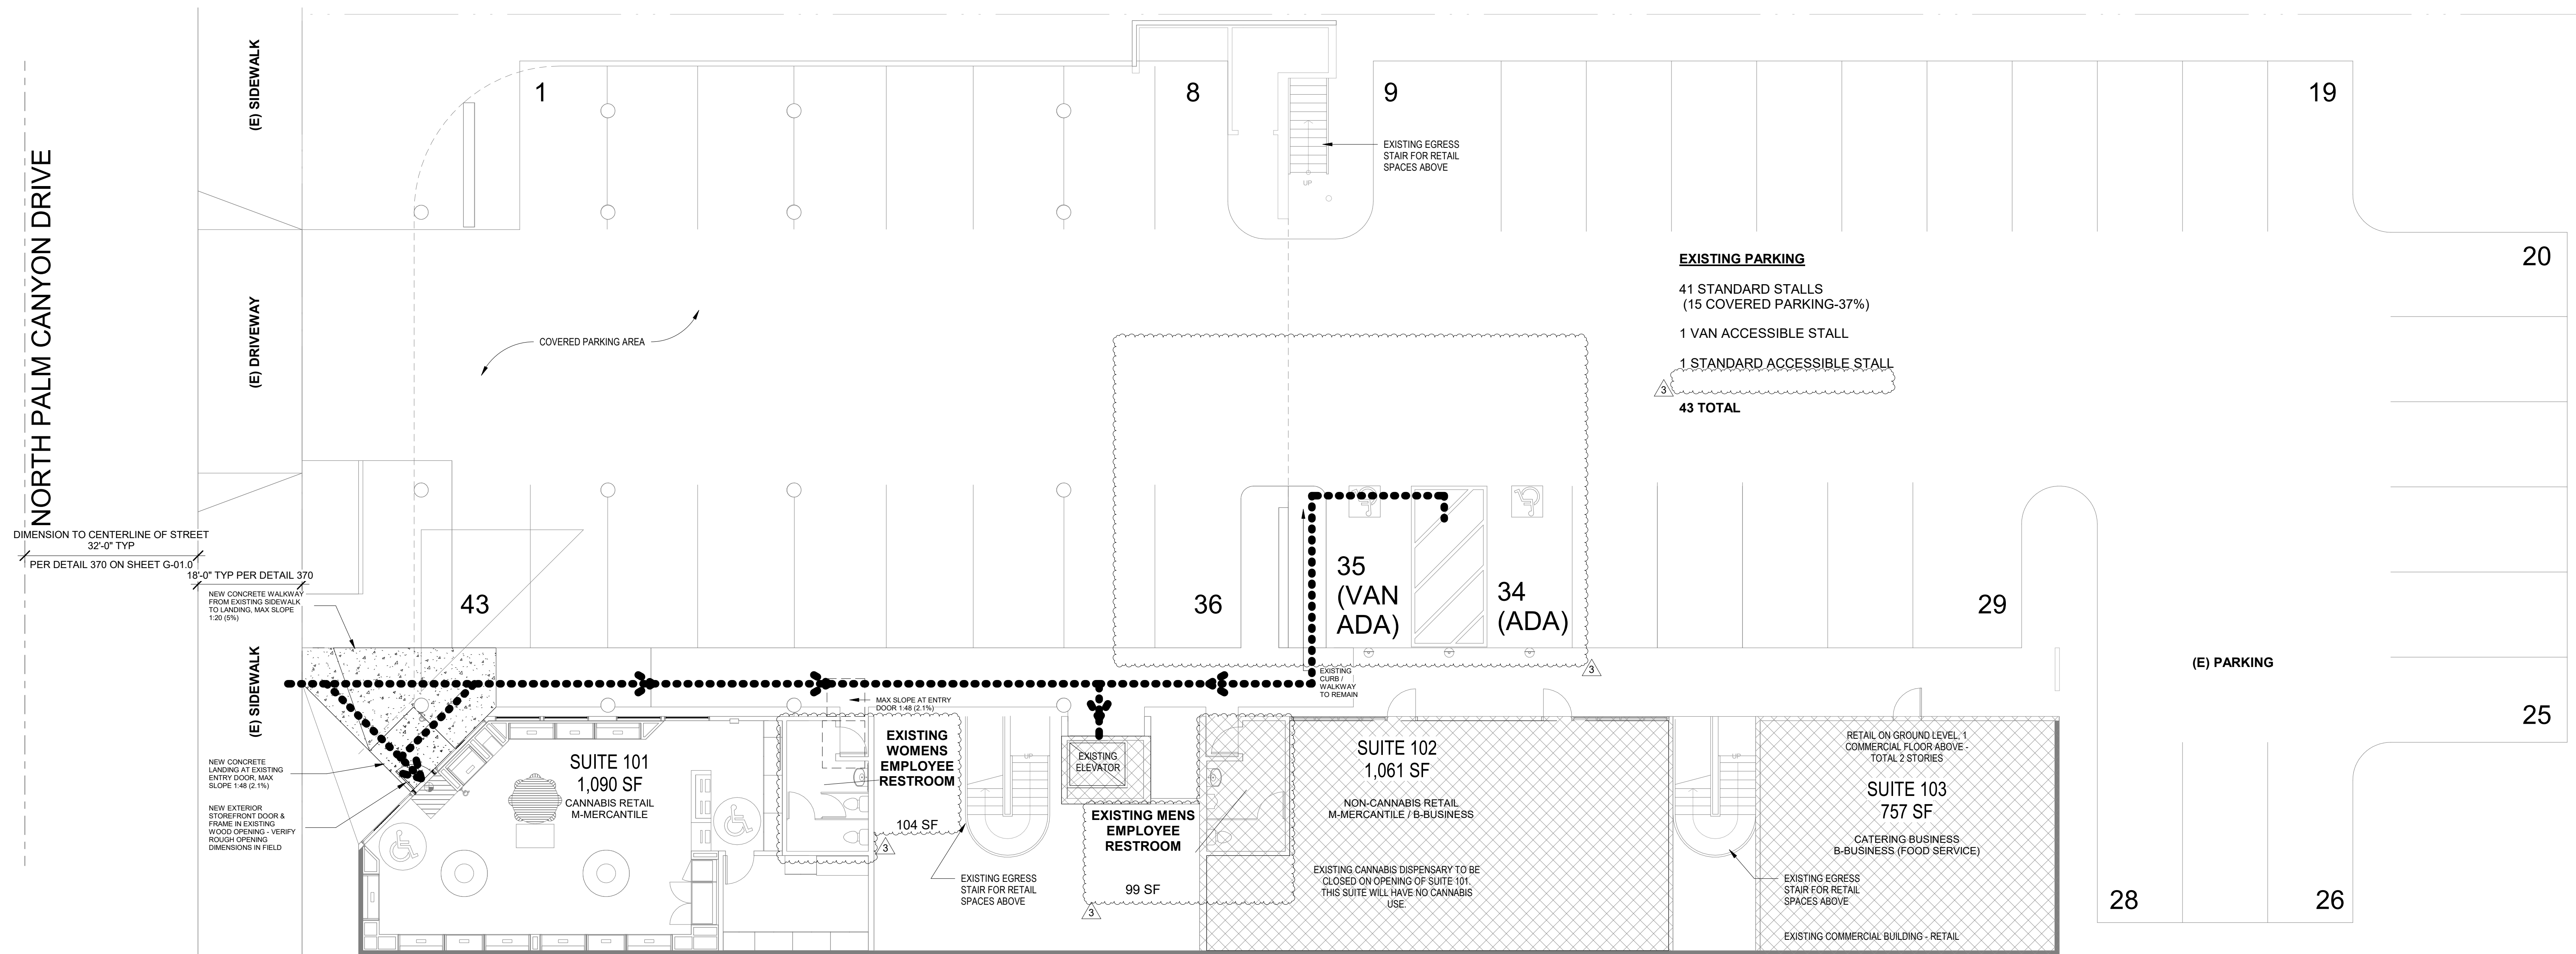 NORTH PALM CANYON DRIVE
(E) SIDEWALK
(E) DRIVEWAY
(E) SIDEWALK
1
8
9
19
20
EXISTING EGRESS
STAIR FOR RETAIL
SPACES ABOVE
UP
EXISTING PARKING
41 STANDARD STALLS
(15 COVERED PARKING-37%)
1 VAN ACCESSIBLE STALL
1 STANDARD ACCESSIBLE STALL
3
43 TOTAL
COVERED PARKING AREA
DIMENSION TO CENTERLINE OF STREET
32'-0" TYP
PER DETAIL 370 ON SHEET G-01.0
18'-0" TYP PER DETAIL 370
NEW CONCRETE WALKWAY
FROM EXISTING SIDEWALK
TO LANDING, MAX SLOPE
1:20 (5%)
43
36
35
(VAN
ADA)
34
(ADA)
29
3
EXISTING
CURB /
WALKWAY
TO REMAIN
(E) PARKING
25
MAX SLOPE AT ENTRY
DOOR 1:48 (2.1%)
NEW CONCRETE
LANDING AT EXISTING
ENTRY DOOR, MAX
SLOPE 1:48 (2.1%)
NEW EXTERIOR
STOREFRONT DOOR &
FRAME IN EXISTING
WOOD OPENING - VERIFY
ROUGH OPENING
DIMENSIONS IN FIELD
SUITE 101
1,090 SF
CANNABIS RETAIL
M-MERCANTILE
EXISTING
WOMENS
EMPLOYEE
RESTROOM
104 SF
3
UP
EXISTING EGRESS
STAIR FOR RETAIL
SPACES ABOVE
EXISTING
ELEVATOR
EXISTING MENS
EMPLOYEE
RESTROOM
99 SF
3
SUITE 102
1,061 SF
NON-CANNABIS RETAIL
M-MERCANTILE / B-BUSINESS
EXISTING CANNABIS DISPENSARY TO BE
CLOSED ON OPENING OF SUITE 101.
THIS SUITE WILL HAVE NO CANNABIS
USE.
UP
EXISTING EGRESS
STAIR FOR RETAIL
SPACES ABOVE
RETAIL ON GROUND LEVEL, 1
COMMERCIAL FLOOR ABOVE -
TOTAL 2 STORIES
SUITE 103
757 SF
CATERING BUSINESS
B-BUSINESS (FOOD SERVICE)
EXISTING COMMERCIAL BUILDING - RETAIL
28
26